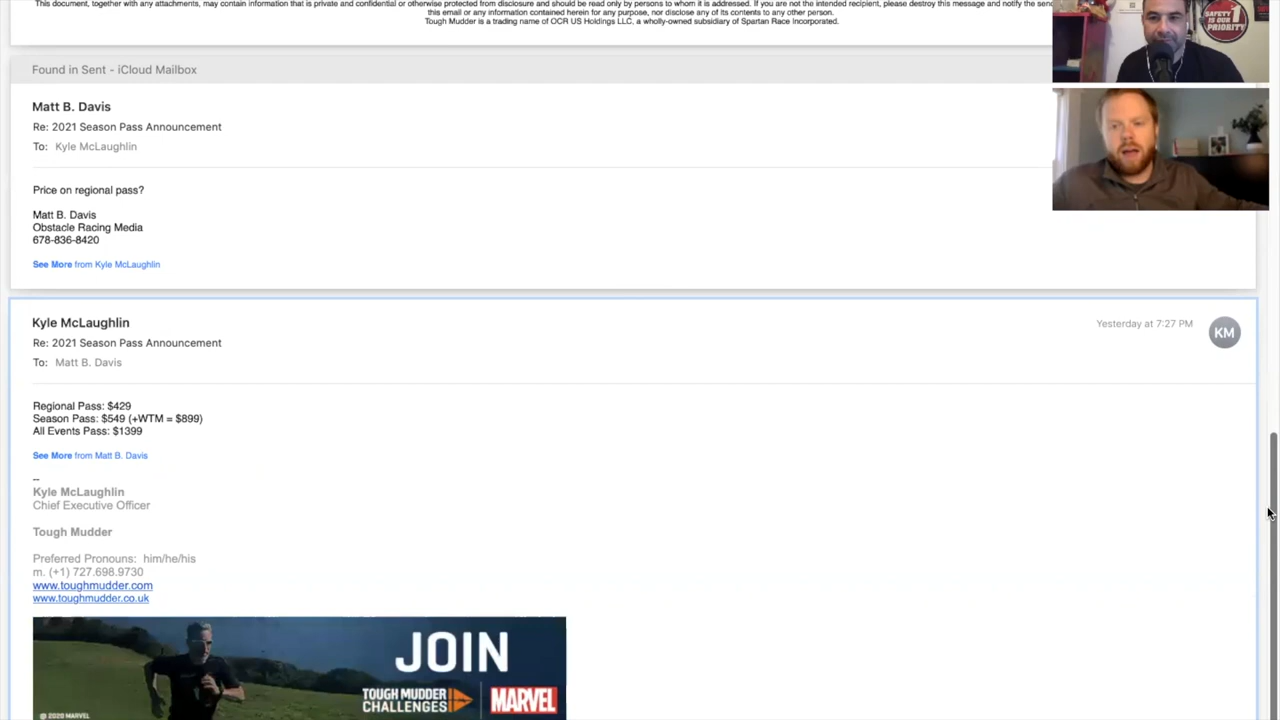 This document, together with any attachments, may contain information that is private and confidential or otherwise protected from disclosure and should be read only by persons to whom it is addressed. If you are not the intended recipient, please destroy this message and notify the
this email or any information contained herein for any purpose, nor disclose any of its contents to any other person.
Tough Mudder is a trading name of OCR US Holdings LLC, a wholly-owned subsidiary of Spartan Race Incorporated.
SAFETY IS OUR PRIORITY 1
Found in Sent - iCloud Mailbox
Matt B. Davis
Re: 2021 Season Pass Announcement
To: Kyle McLaughlin
Price on regional pass?
Matt B. Davis
Obstacle Racing Media
678-836-8420
See More from Kyle McLaughlin
Kyle McLaughlin
Yesterday at 7:27 PM
KM
Re: 2021 Season Pass Announcement
To: Matt B. Davis
Regional Pass: $429
Season Pass: $549 (+WTM = $899)
All Events Pass: $1399
See More from Matt B. Davis
--
Kyle McLaughlin
Chief Executive Officer
Tough Mudder
Preferred Pronouns: him/he/his
m. (+1) 727.698.9730
www.toughmudder.com
www.toughmudder.co.uk
JOIN
TOUGH MUDDER
CHALLENGES
MARVEL
© 2020 MARVEL